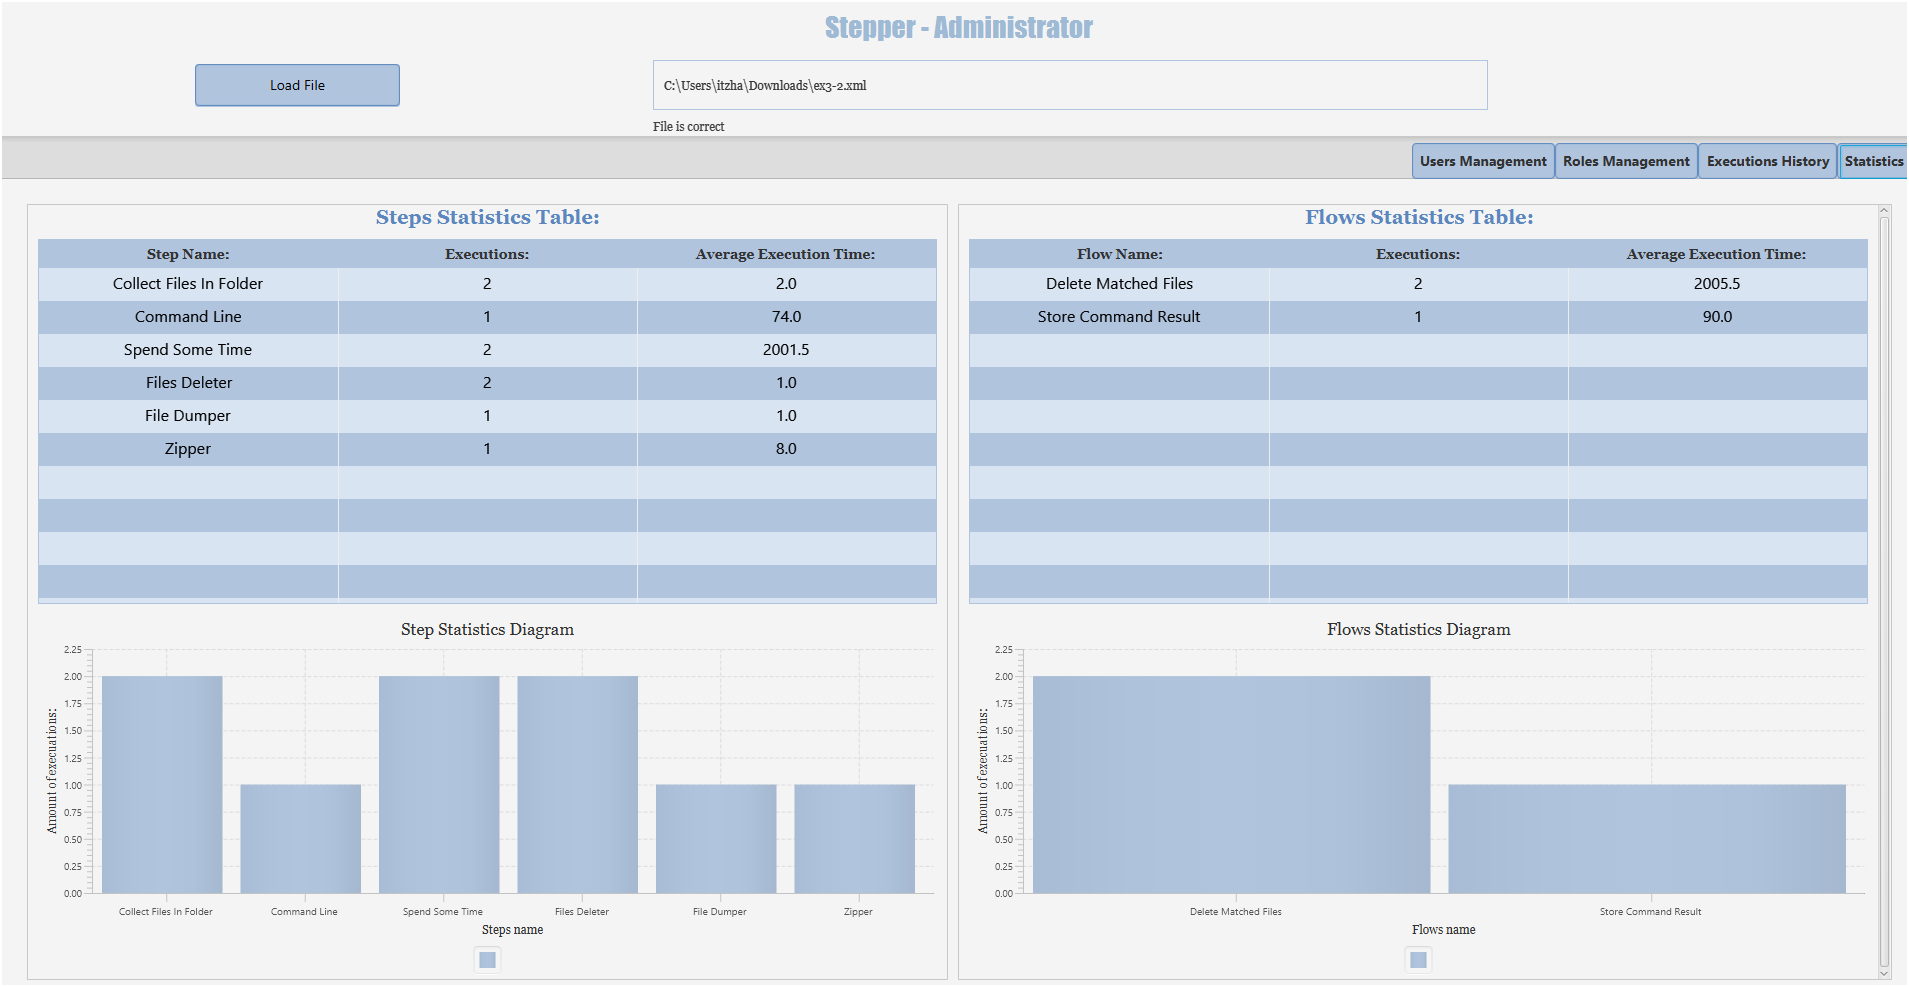 Stepper - Administrator
Load File
C:\Users\itzha\Downloads\ex3-2.xml
File is correct
Users Management
Roles Management
Executions History
Statistics
Steps Statistics Table:
Step Name: Executions: Average Execution Time:
Collect Files In Folder 2 2.0
Command Line 1 74.0
Spend Some Time 2 2001.5
Files Deleter 2 1.0
File Dumper 1 1.0
Zipper 1 8.0
Step Statistics Diagram
Amount of execuations:
2.25
2.00
1.75
1.50
1.25
1.00
0.75
0.50
0.25
0.00
Collect Files In Folder Command Line Spend Some Time Files Deleter File Dumper Zipper
Steps name
Flows Statistics Table:
Flow Name: Executions: Average Execution Time:
Delete Matched Files 2 2005.5
Store Command Result 1 90.0
Flows Statistics Diagram
Amount of execuations:
2.25
2.00
1.75
1.50
1.25
1.00
0.75
0.50
0.25
0.00
Delete Matched Files Store Command Result
Flows name